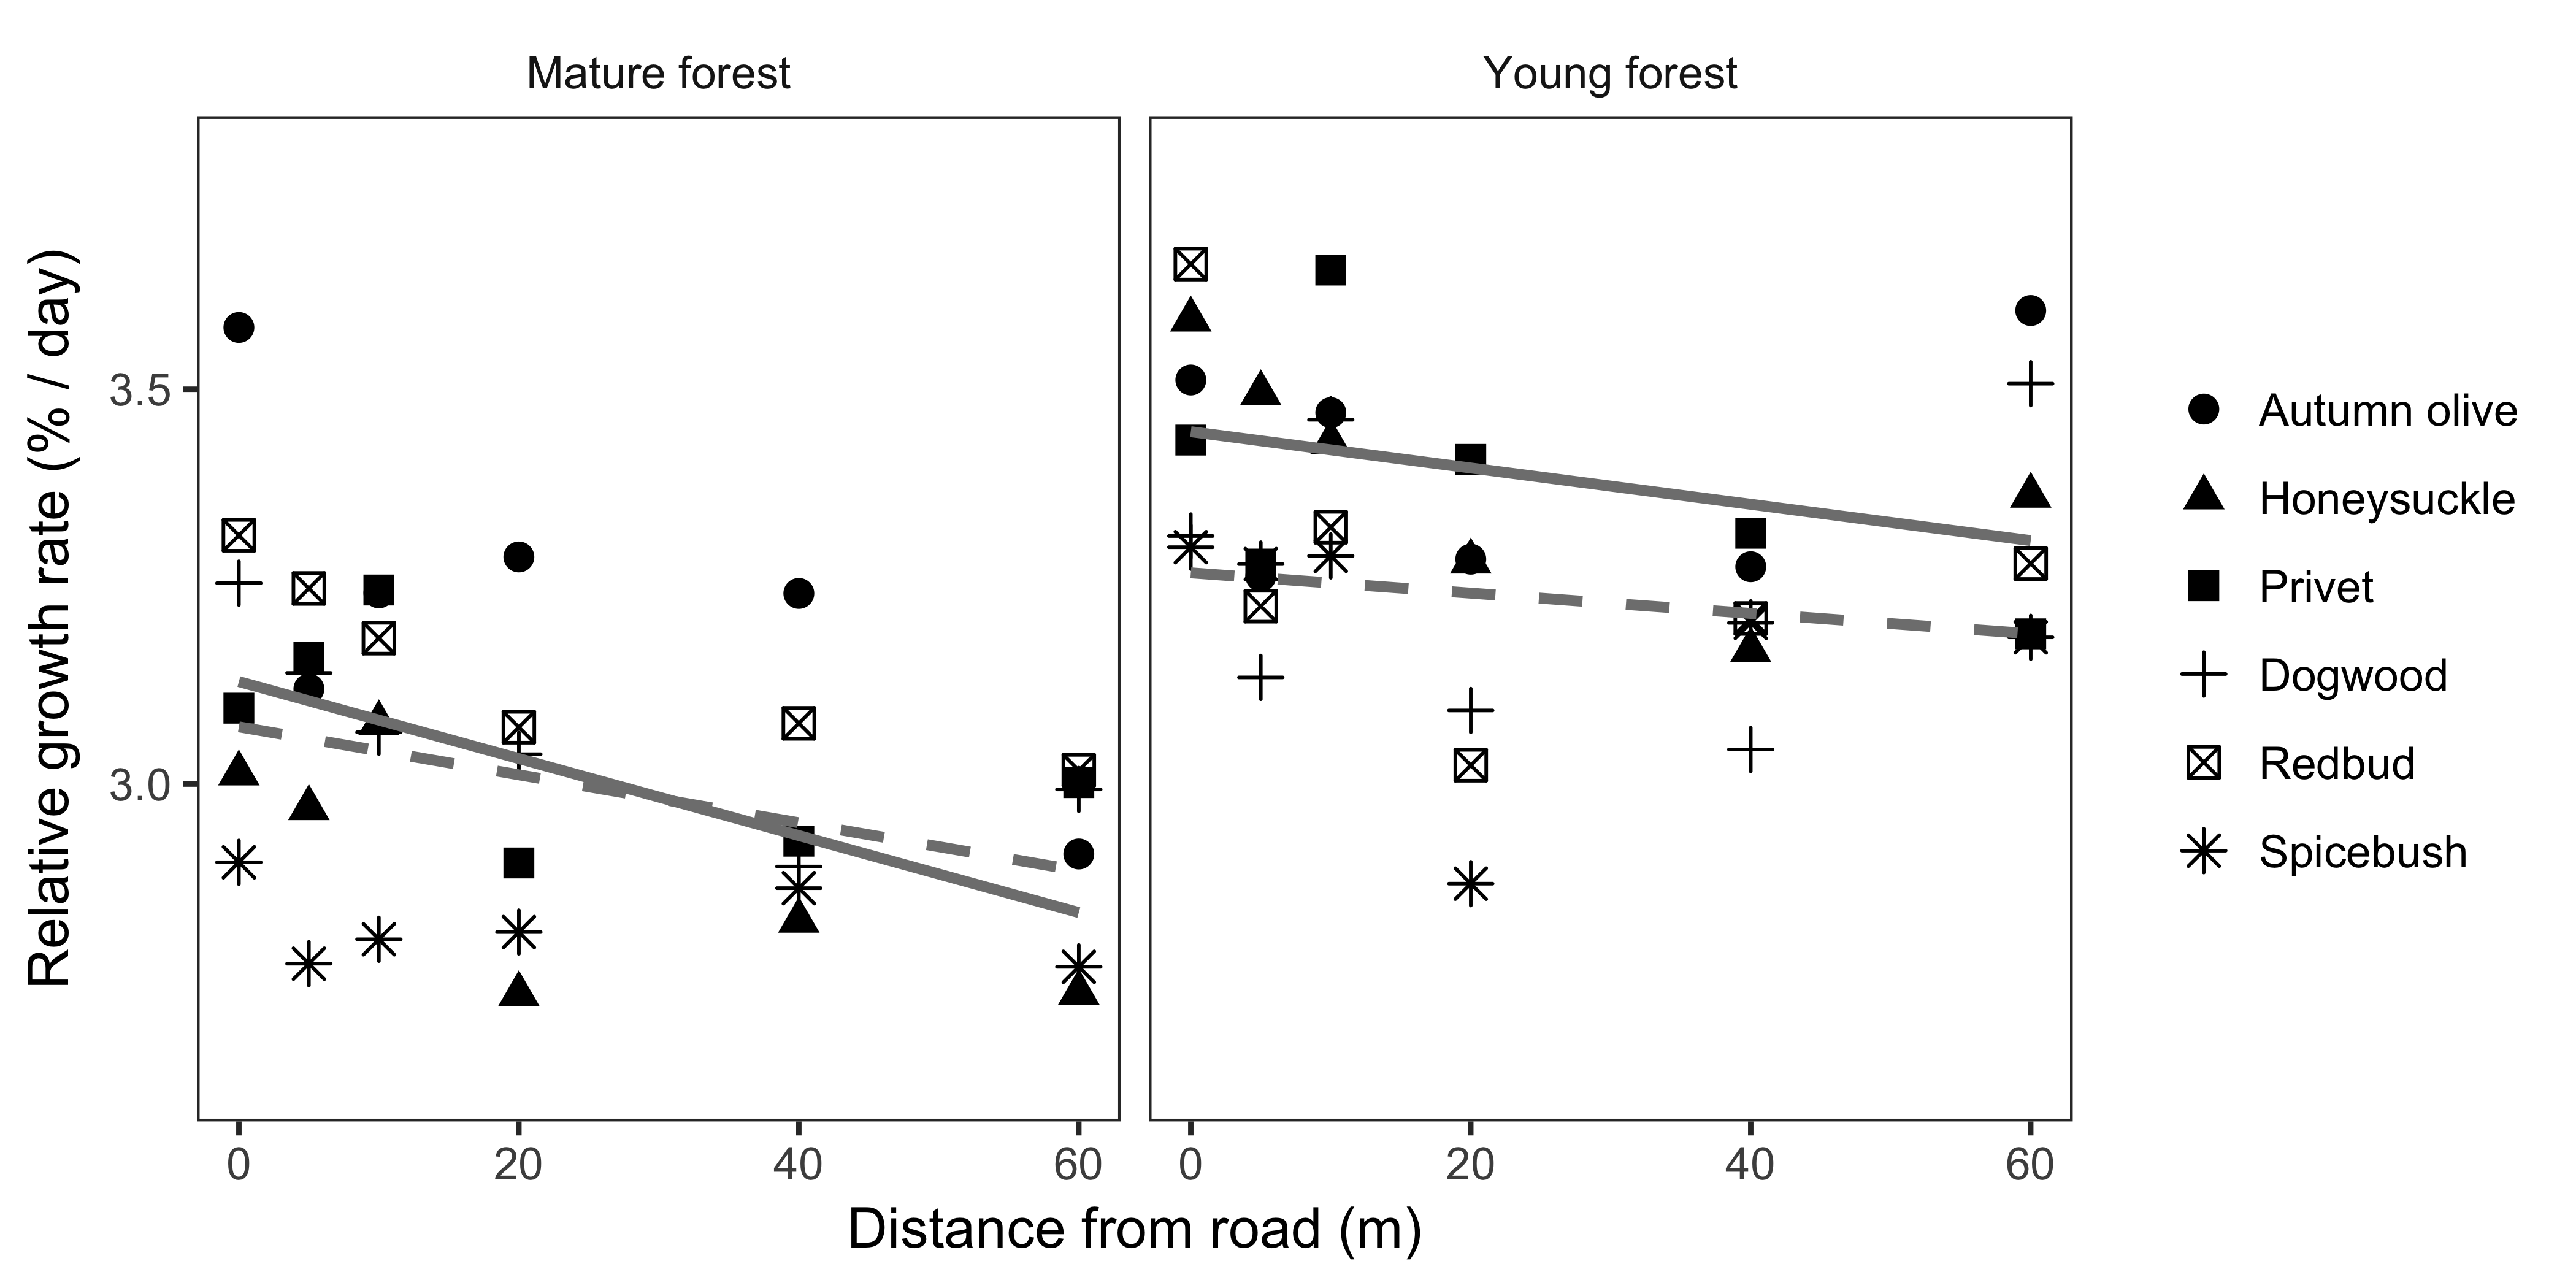 Mature forest
Young forest
Relative growth rate (% / day)
3.5
3.0
0 20 40 60
0 20 40 60
Distance from road (m)
Autumn olive
Honeysuckle
Privet
Dogwood
Redbud
Spicebush